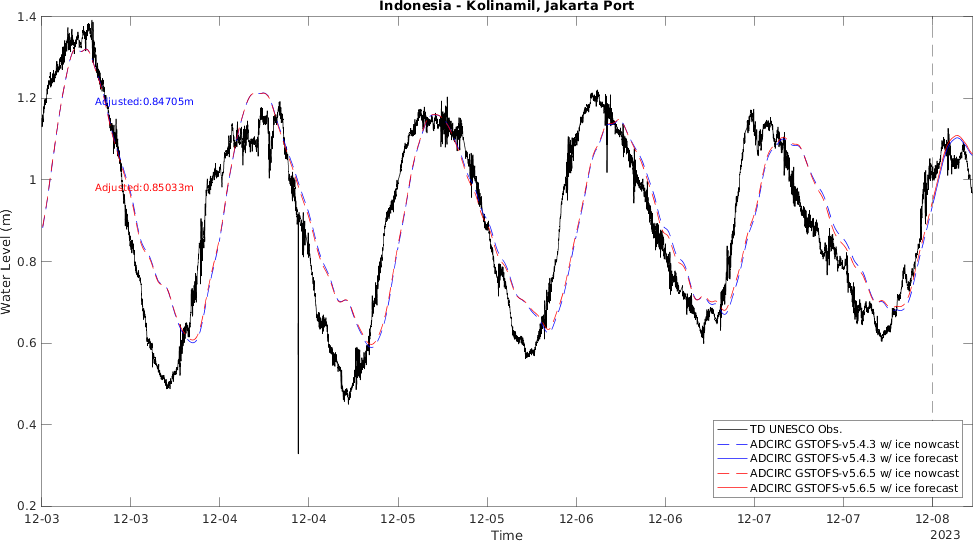 Indonesia - Kolinamil, Jakarta Port
1.4
1.2
1
0.8
0.6
0.4
0.2
Water Level (m)
Adjusted:0.84705m
Adjusted:0.85033m
TD UNESCO Obs.
ADCIRC GSTOFS-v5.4.3 w/ ice nowcast
ADCIRC GSTOFS-v5.4.3 w/ ice forecast
ADCIRC GSTOFS-v5.6.5 w/ ice nowcast
ADCIRC GSTOFS-v5.6.5 w/ ice forecast
12-03 12-03 12-04 12-04 12-05 12-05 12-06 12-06 12-07 12-07 12-08
Time
2023